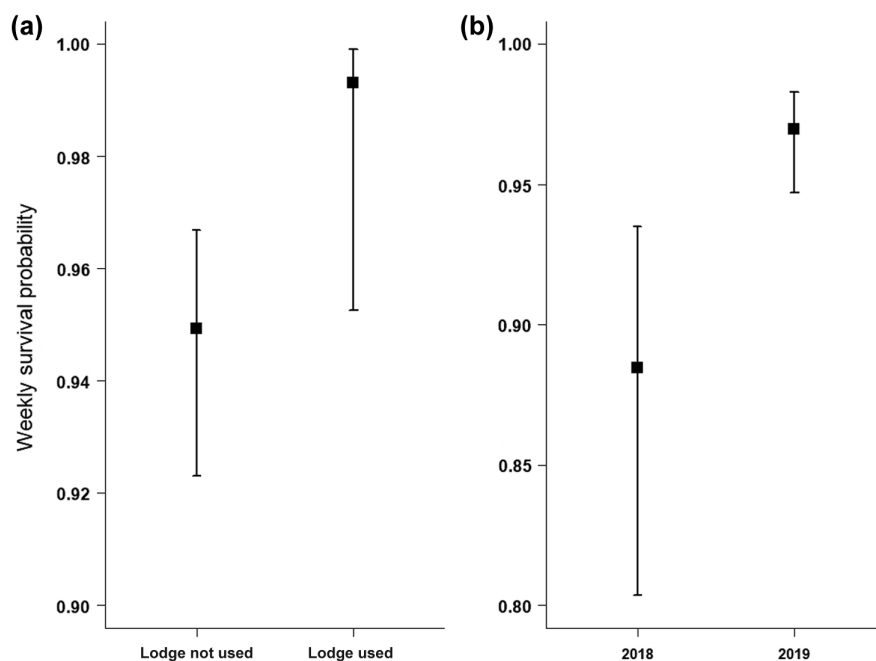 (a)
Weekly survival probability
1.00
0.98
0.96
0.94
0.92
0.90
Lodge not used
Lodge used
(b)
1.00
0.95
0.90
0.85
0.80
2018
2019